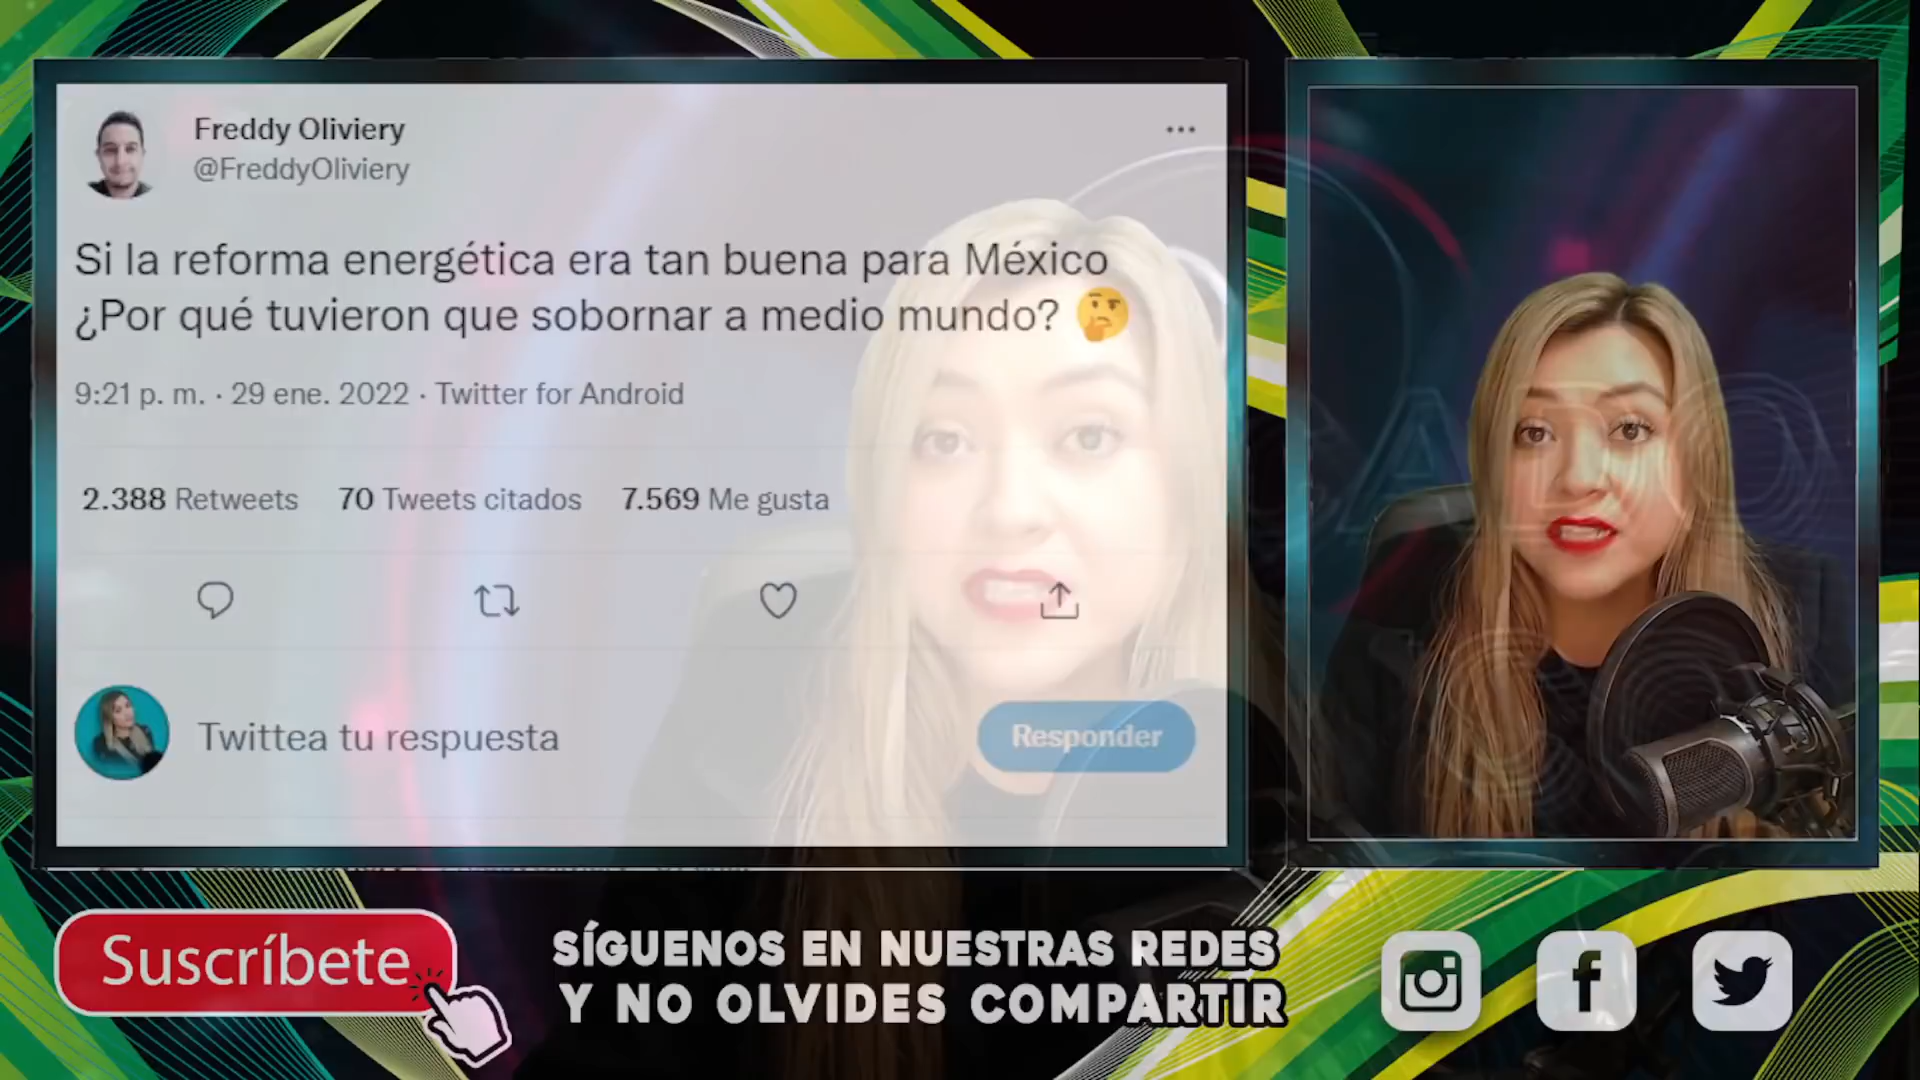 Freddy Oliviery
@FreddyOliviery
Si la reforma energética era tan buena para México
¿Por qué tuvieron que sobornar a medio mundo? 🤔
9:21 p. m. · 29 ene. 2022 · Twitter for Android
2.388 Retweets 70 Tweets citados 7.569 Me gusta
Twittea tu respuesta
Responder
Suscríbete
SÍGUENOS EN NUESTRAS REDES
Y NO OLVIDES COMPARTIR